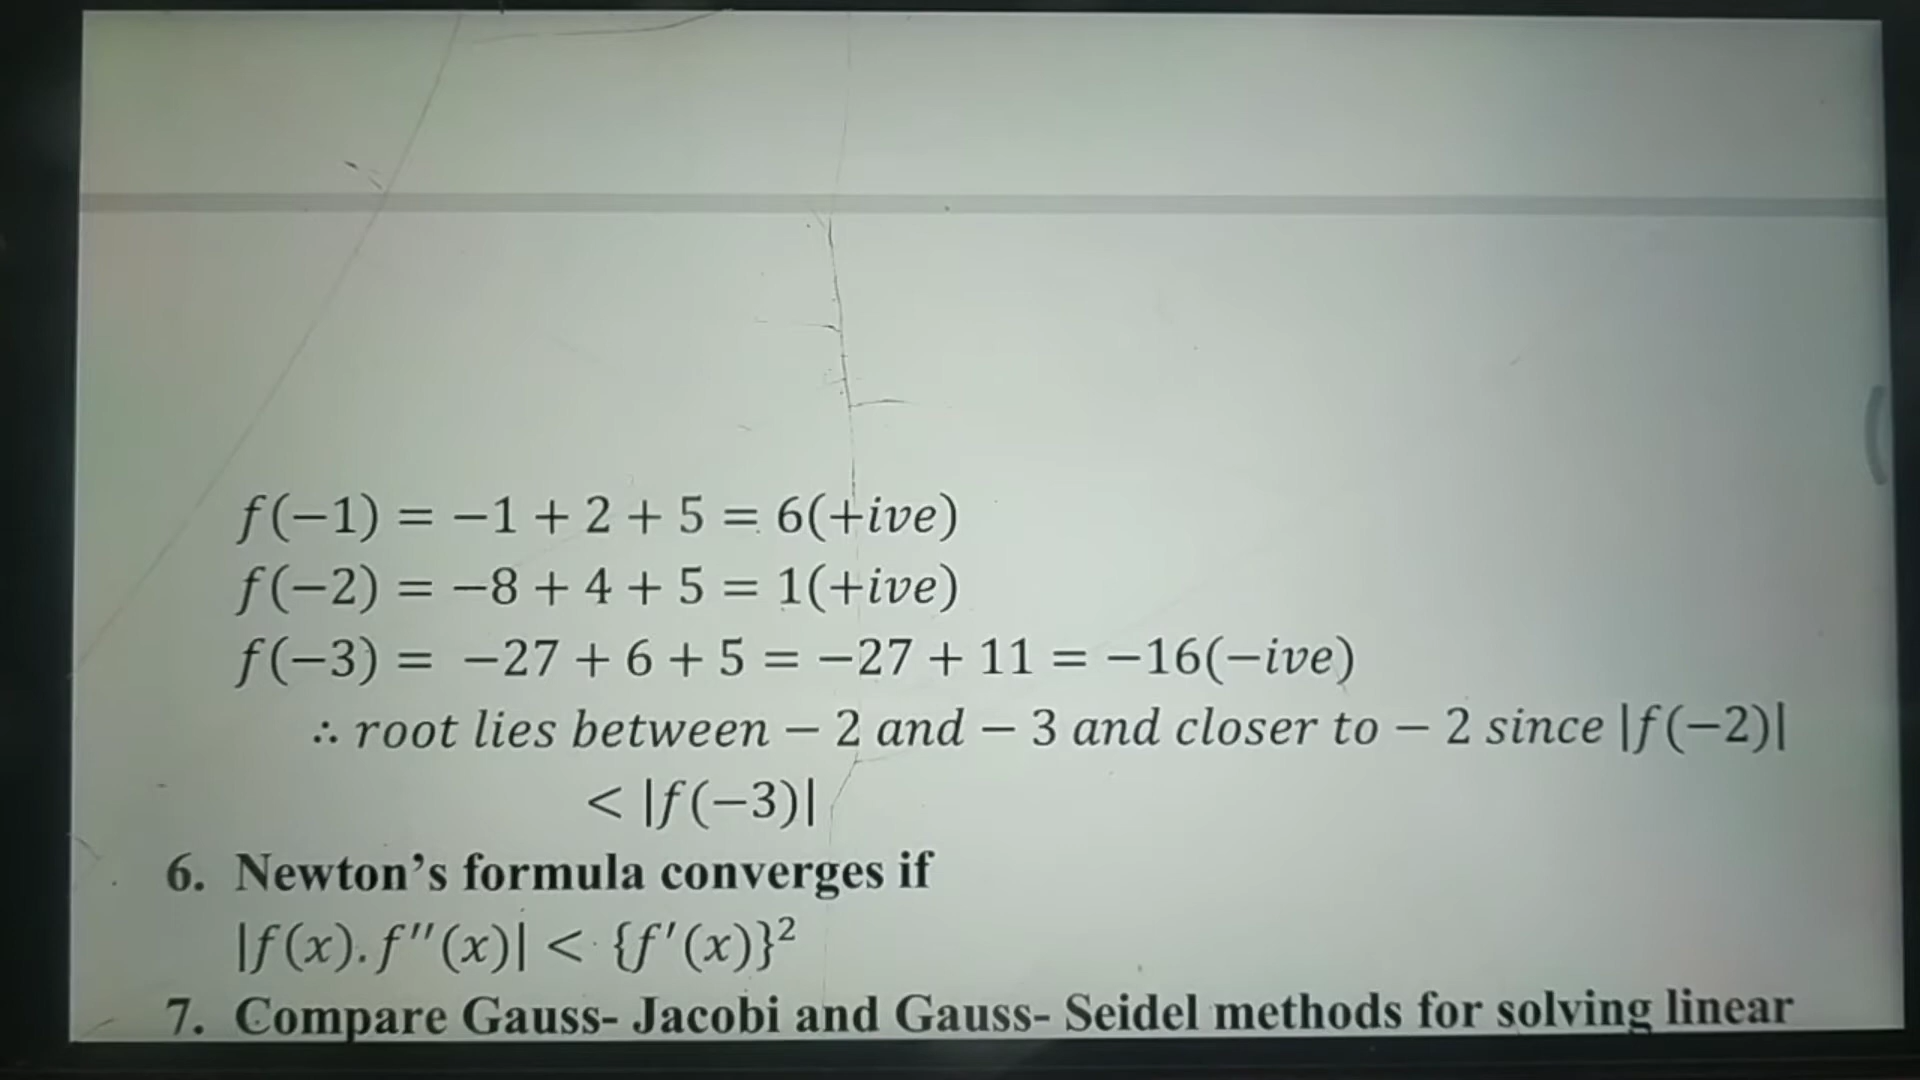 f(−1) = −1 + 2 + 5 = 6(+ive)
f(−2) = −8 + 4 + 5 = 1(+ive)
f(−3) = −27 + 6 + 5 = −27 + 11 = −16(−ive)
∴ root lies between − 2 and − 3 and closer to − 2 since |f(−2)|
< |f(−3)|
6. Newton’s formula converges if
|f(x).f″(x)| < {f′(x)}²
7. Compare Gauss- Jacobi and Gauss- Seidel methods for solving linear